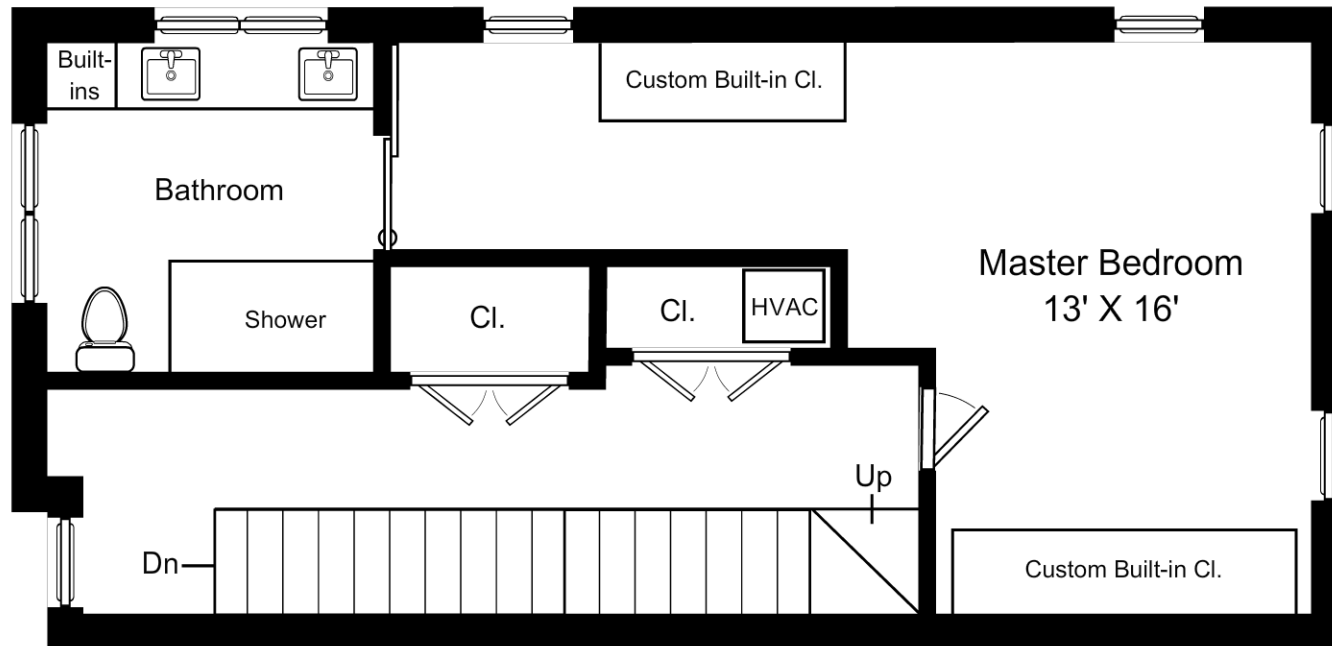 Built-
ins
Custom Built-in Cl.
Bathroom
Master Bedroom
13' X 16'
Shower
Cl.
Cl.
HVAC
Up
Dn
Custom Built-in Cl.